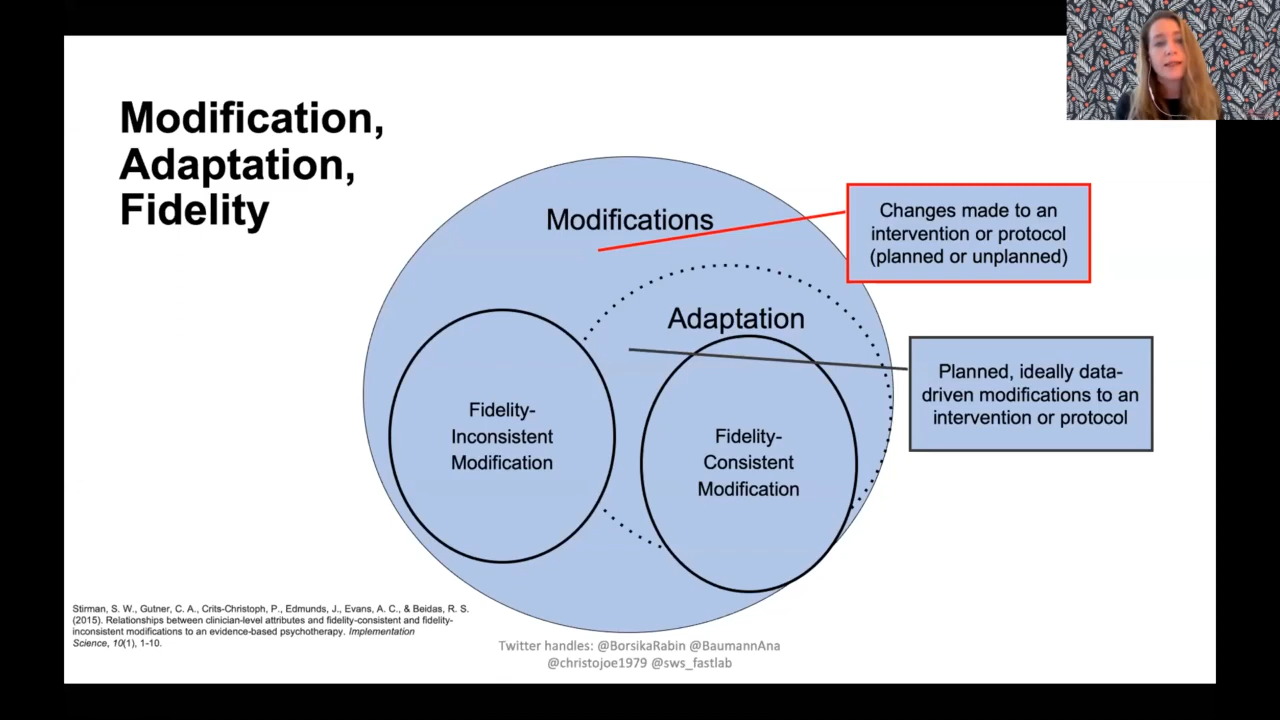 Modification,
Adaptation,
Fidelity
Modifications
Changes made to an
intervention or protocol
(planned or unplanned)
Adaptation
Planned, ideally data-
driven modifications to an
intervention or protocol
Fidelity-
Inconsistent
Modification
Fidelity-
Consistent
Modification
Stirman, S. W., Gutner, C. A., Crits-Christoph, P., Edmunds, J., Evans, A. C., & Beidas, R. S.
(2015). Relationships between clinician-level attributes and fidelity-consistent and fidelity-
inconsistent modifications to an evidence-based psychotherapy. Implementation
Science, 10(1), 1-10.
Twitter handles: @BorsikaRabin @BaumannAna
@christojoe1979 @sws_fastlab